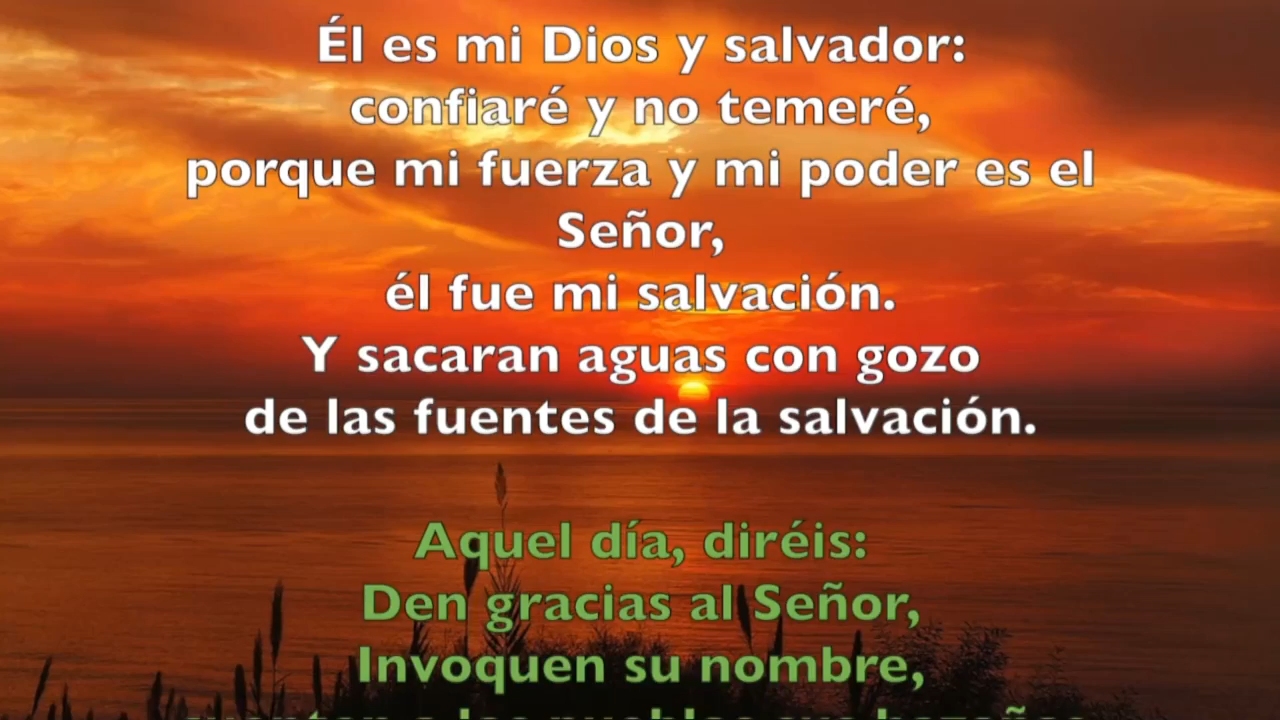 Él es mi Dios y salvador:
confiaré y no temeré,
porque mi fuerza y mi poder es el
Señor,
él fue mi salvación.
Y sacaran aguas con gozo
de las fuentes de la salvación.
Aquel día, diréis:
Den gracias al Señor,
Invoquen su nombre,